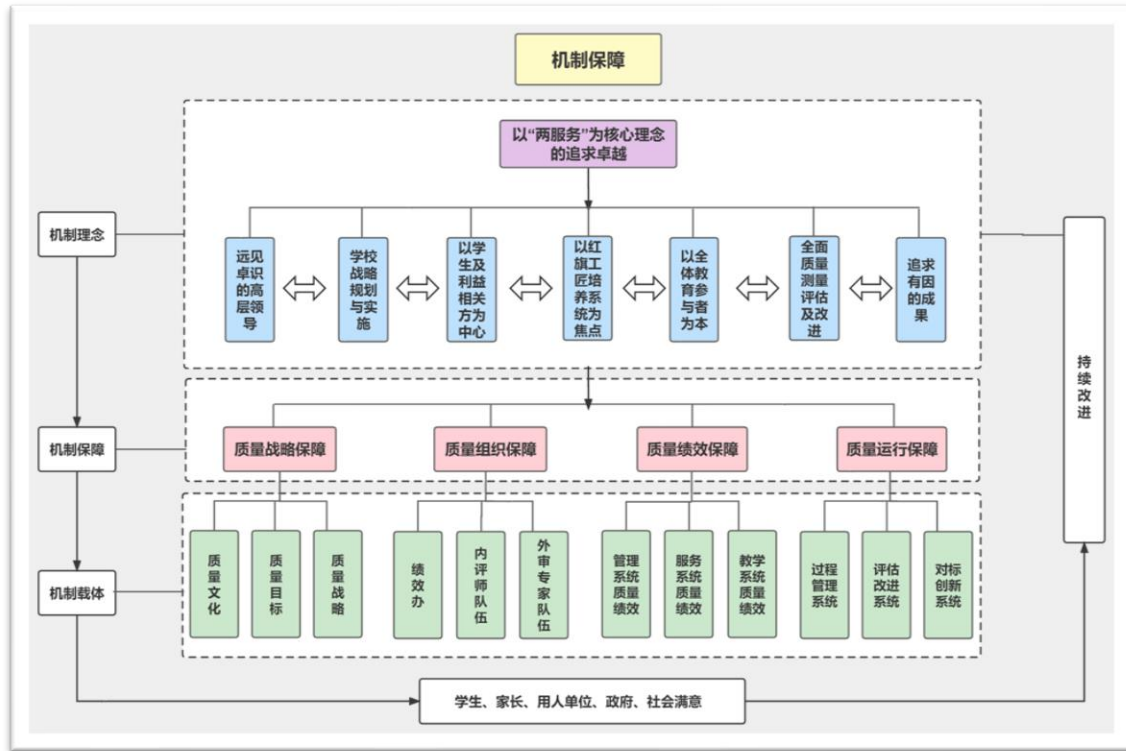 机制保障
以“两服务”为核心理念
的追求卓越
机制理念
远见
卓识
的高
层领
导
学校
战略
规划
与实
施
以学
生及
利益
相关
方为
中心
以红
旗工
匠培
养系
统为
焦点
以全
体教
育参
与者
为本
全面
质量
测量
评估
及改
进
追求
有因
的成
果
持续改进
机制保障
质量战略保障
质量组织保障
质量绩效保障
质量运行保障
机制载体
质量文化
质量目标
质量战略
绩效办
内评师队伍
外审专家队伍
管理
系统
质量
绩效
服务
系统
质量
绩效
教学
系统
质量
绩效
过程
管理
系统
评估
改进
系统
对标
创新
系统
学生、家长、用人单位、政府、社会满意